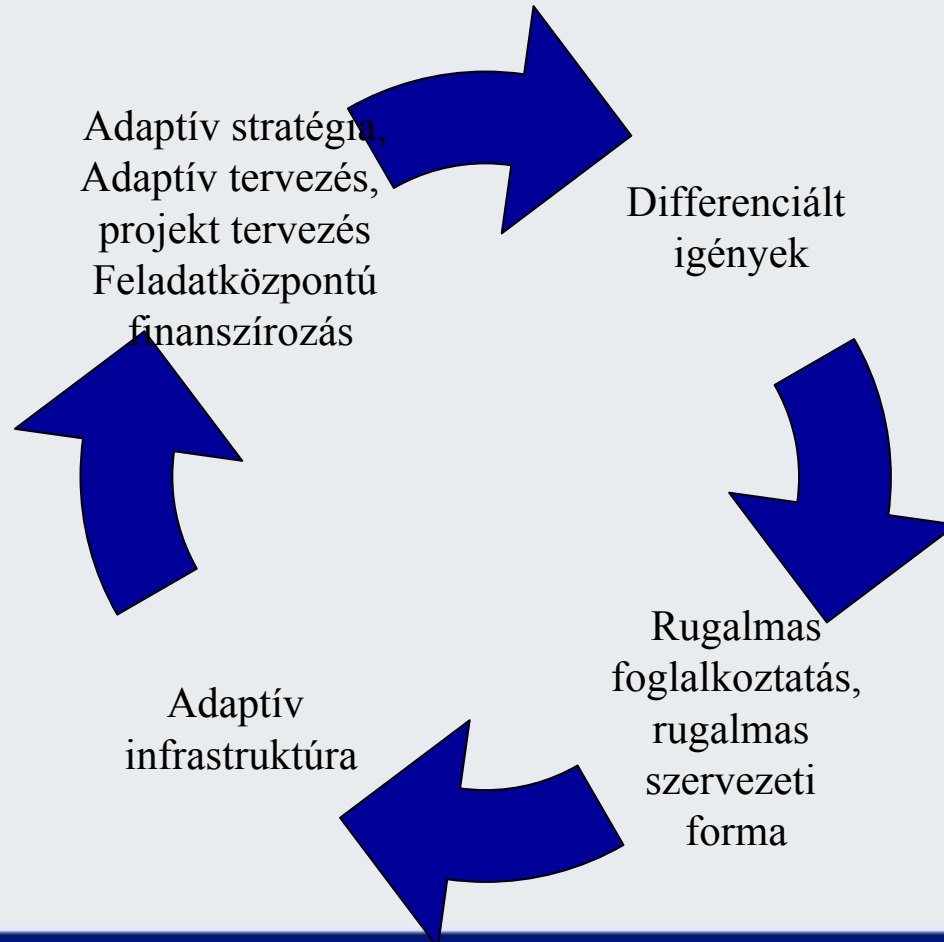 Adaptív stratégia,
Adaptív tervezés,
projekt tervezés
Feladatközpontú
finanszírozás
Differenciált
igények
Rugalmas
foglalkoztatás,
rugalmas
szervezeti
forma
Adaptív
infrastruktúra